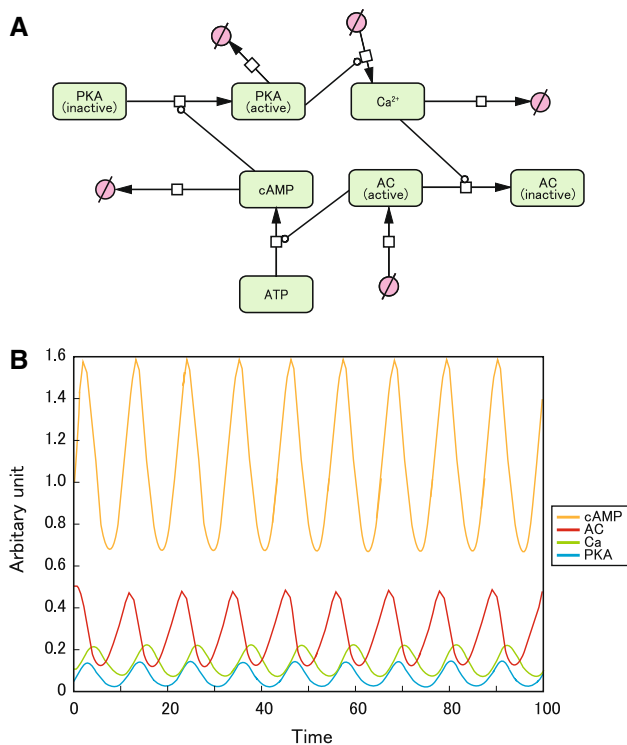 A
PKA
(inactive)
PKA
(active)
Ca²⁺
cAMP
AC
(active)
AC
(inactive)
ATP
B
1.6
1.4
1.0
0.8
0.6
0.4
0.2
0
0
20
40
60
80
100
Arbitary unit
Time
cAMP
AC
Ca
PKA